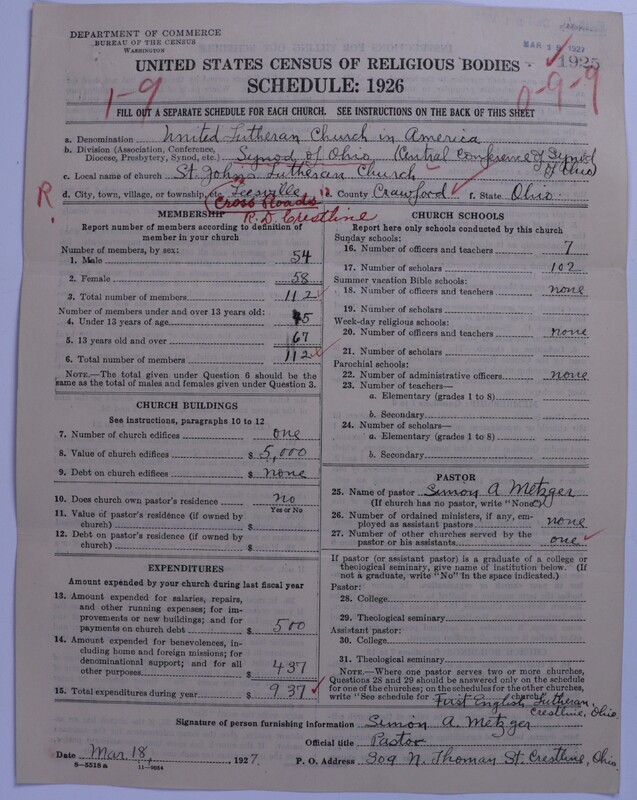 DEPARTMENT OF COMMERCE
BUREAU OF THE CENSUS
WASHINGTON
MAR 1 1927
1925
UNITED STATES CENSUS OF RELIGIOUS BODIES
SCHEDULE: 1926
1-9
0-9-9
FILL OUT A SEPARATE SCHEDULE FOR EACH CHURCH. SEE INSTRUCTIONS ON THE BACK OF THIS SHEET
a. Denomination United Lutheran Church in America
b. Division (Association, Conference, Diocese, Presbytery, Synod, etc.) Synod of Ohio (Central Conference of Synod of Ohio)
c. Local name of church St. Johns Lutheran Church
R d. City, town, village, or township, etc. Leesville e. County Crawford f. State Ohio
Cross Roads
R.D. Crestline
MEMBERSHIP
Report number of members according to definition of member in your church
Number of members, by sex:
1. Male 54
2. Female 58
3. Total number of members 112
Number of members under and over 13 years old:
4. Under 13 years of age 45
5. 13 years old and over 67
6. Total number of members 112
NOTE.—The total given under Question 6 should be the same as the total of males and females given under Question 3.
CHURCH BUILDINGS
See instructions, paragraphs 10 to 12
7. Number of church edifices one
8. Value of church edifices $ 5,000
9. Debt on church edifices $ none
10. Does church own pastor's residence no
Yes or No
11. Value of pastor's residence (if owned by church) $
12. Debt on pastor's residence (if owned by church) $
EXPENDITURES
Amount expended by your church during last fiscal year
13. Amount expended for salaries, repairs, and other running expenses; for improvements or new buildings; and for payments on church debt $ 500
14. Amount expended for benevolences, including home and foreign missions; for denominational support; and for all other purposes $ 437
15. Total expenditures during year $ 937
CHURCH SCHOOLS
Report here only schools conducted by this church
Sunday schools:
16. Number of officers and teachers 7
17. Number of scholars 102
Summer vacation Bible schools:
18. Number of officers and teachers none
19. Number of scholars
Week-day religious schools:
20. Number of officers and teachers none
21. Number of scholars
Parochial schools:
22. Number of administrative officers none
23. Number of teachers—
a. Elementary (grades 1 to 8)
b. Secondary
24. Number of scholars—
a. Elementary (grades 1 to 8)
b. Secondary
PASTOR
25. Name of pastor Simon A Metzger
(If church has no pastor, write "None")
26. Number of ordained ministers, if any, employed as assistant pastors none
27. Number of other churches served by the pastor or his assistants one
If pastor (or assistant pastor) is a graduate of a college or theological seminary, give name of institution below. (If not a graduate, write "No" in the space indicated.)
Pastor:
28. College
29. Theological seminary
Assistant pastor:
30. College
31. Theological seminary
NOTE.—Where one pastor serves two or more churches, Questions 28 and 29 should be answered only on the schedule for one of the churches; on the schedules for the other churches, write "See schedule for First English Lutheran church."
Crestline, Ohio.
Signature of person furnishing information Simon A. Metzger
Official title Pastor
Date Mar. 18, 1927.
P. O. Address 309 N. Thoman St. Crestline, Ohio
8-5518a 11-9034